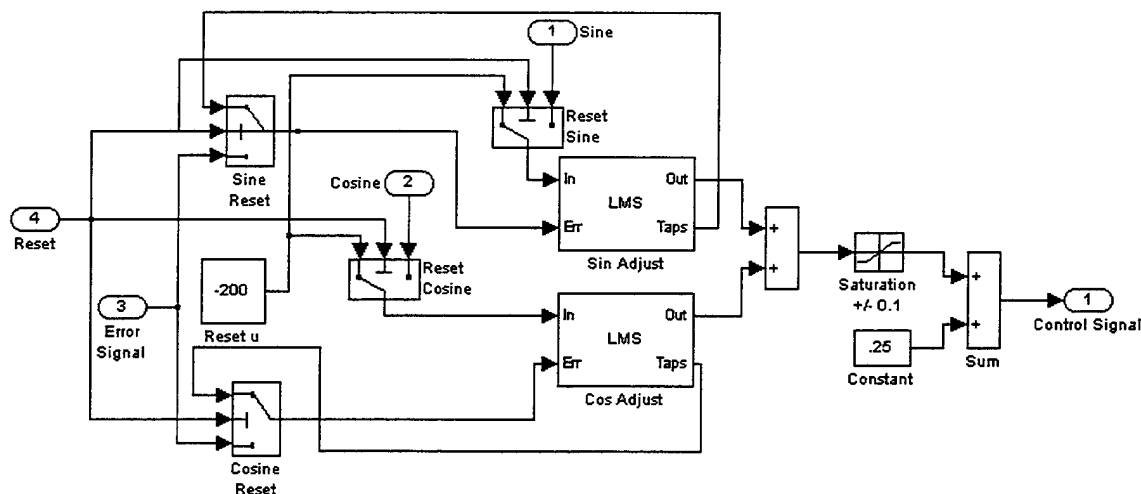 1
Sine
Reset
Sine
Sine
Reset
Cosine
2
In
Out
LMS
Err
Taps
Sin Adjust
4
Reset
Reset
Cosine
-200
Reset u
3
Error
Signal
In
Out
LMS
Err
Taps
Cos Adjust
+
+
Saturation
+/- 0.1
.25
Constant
+
+
Sum
1
Control Signal
Cosine
Reset